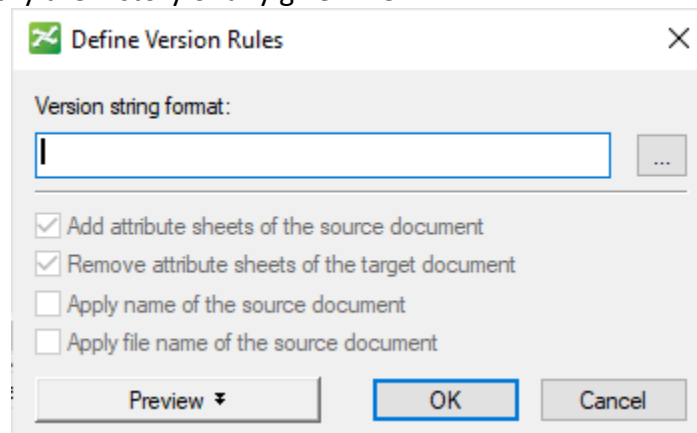 Define Version Rules
Version string format:
...
Add attribute sheets of the source document
Remove attribute sheets of the target document
Apply name of the source document
Apply file name of the source document
Preview
OK
Cancel